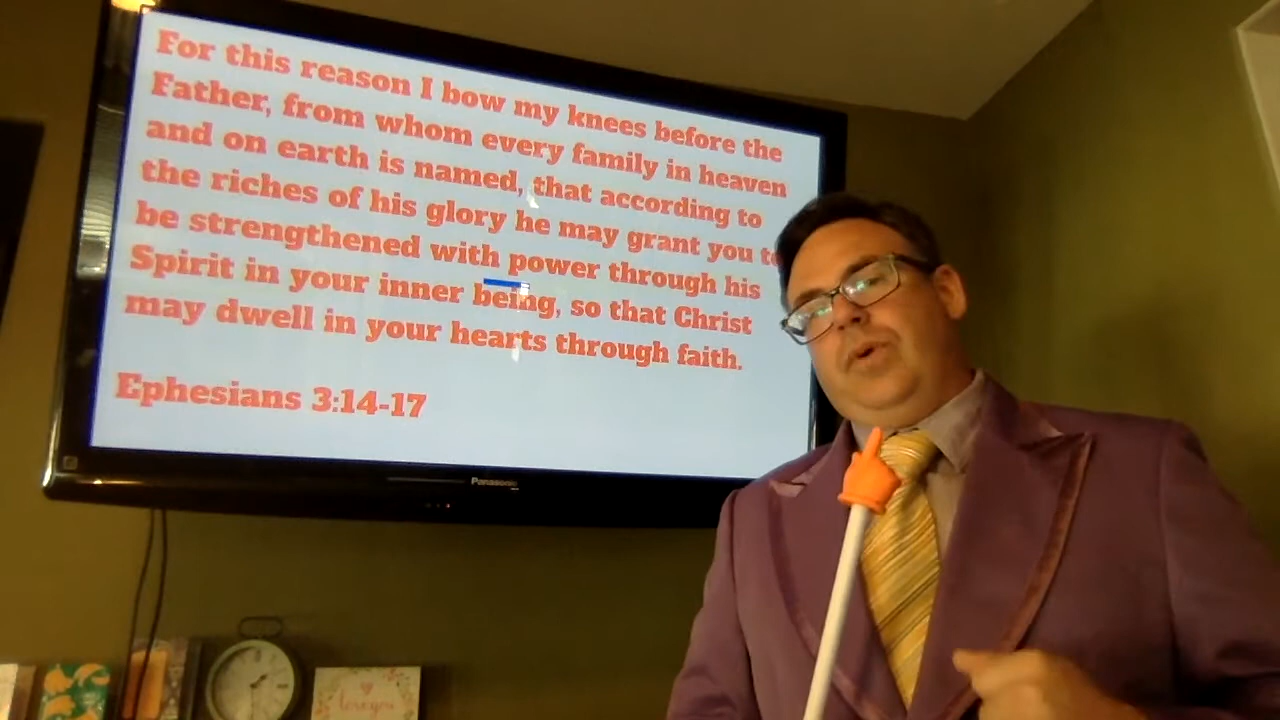 For this reason I bow my knees before the
Father, from whom every family in heaven
and on earth is named, that according to
the riches of his glory he may grant you to
be strengthened with power through his
Spirit in your inner being, so that Christ
may dwell in your hearts through faith.
Ephesians 3:14-17
Panasonic
love you